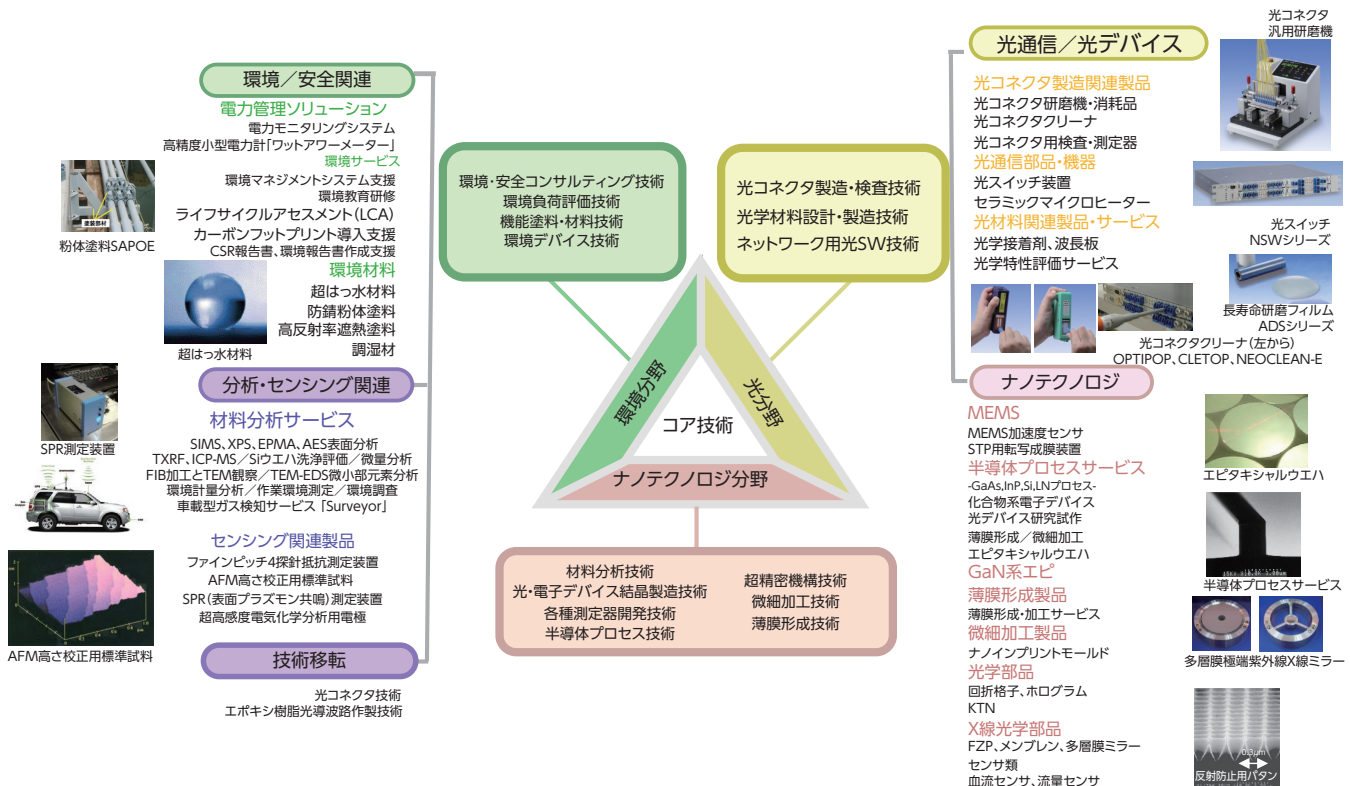 環境／安全関連
電力管理ソリューション
電力モニタリングシステム
高精度小型電力計「ワットアワーメーター」
環境サービス
環境マネジメントシステム支援
環境教育研修
ライフサイクルアセスメント（LCA）
カーボンフットプリント導入支援
CSR報告書、環境報告書作成支援
環境材料
超はっ水材料
防錆粉体塗料
高反射率遮熱塗料
調湿材
塗装部材
粉体塗料SAPOE
超はっ水材料
分析・センシング関連
材料分析サービス
SIMS、XPS、EPMA、AES表面分析
TXRF、ICP-MS／Siウエハ洗浄評価／微量分析
FIB加工とTEM観察／TEM-EDS微小部元素分析
環境計量分析／作業環境測定／環境調査
車載型ガス検知サービス「Surveyor」
センシング関連製品
ファインピッチ4探針抵抗測定装置
AFM高さ校正用標準試料
SPR（表面プラズモン共鳴）測定装置
超高感度電気化学分析用電極
SPR測定装置
AFM高さ校正用標準試料
技術移転
光コネクタ技術
エポキシ樹脂光導波路作製技術
環境・安全コンサルティング技術
環境負荷評価技術
機能塗料・材料技術
環境デバイス技術
光コネクタ製造・検査技術
光学材料設計・製造技術
ネットワーク用光SW技術
環境分野
光分野
コア技術
ナノテクノロジ分野
材料分析技術
光・電子デバイス結晶製造技術
各種測定器開発技術
半導体プロセス技術
超精密機構技術
微細加工技術
薄膜形成技術
光通信／光デバイス
光コネクタ製造関連製品
光コネクタ研磨機・消耗品
光コネクタクリーナ
光コネクタ用検査・測定器
光通信部品・機器
光スイッチ装置
セラミックマイクロヒーター
光材料関連製品・サービス
光学接着剤、波長板
光学特性評価サービス
光コネクタ
汎用研磨機
光スイッチ
NSWシリーズ
長寿命研磨フィルム
ADSシリーズ
光コネクタクリーナ（左から）
OPTIPOP、CLETOP、NEOCLEAN-E
ナノテクノロジ
MEMS
MEMS加速度センサ
STP用転写成膜装置
半導体プロセスサービス
-GaAs,InP,Si,LNプロセス-
化合物系電子デバイス
光デバイス研究試作
薄膜形成／微細加工
エピタキシャルウエハ
GaN系エピ
薄膜形成製品
薄膜形成・加工サービス
微細加工製品
ナノインプリントモールド
光学部品
回折格子、ホログラム
KTN
X線光学部品
FZP、メンブレン、多層膜ミラー
センサ類
血流センサ、流量センサ
エピタキシャルウエハ
半導体プロセスサービス
多層膜極端紫外線X線ミラー
0.3μm
反射防止用パタン